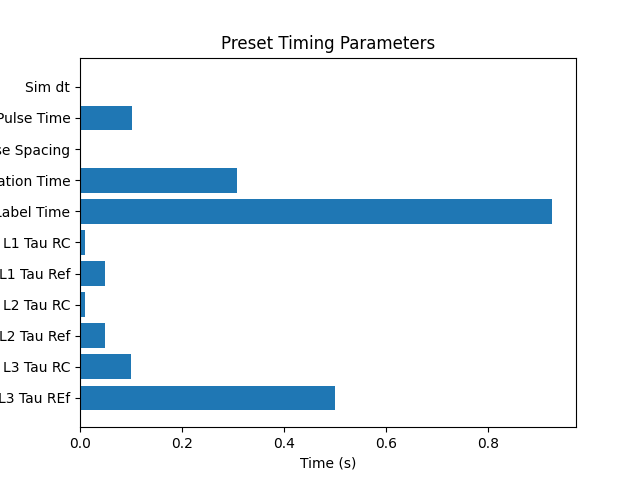 Preset Timing Parameters
Sim dt
Pulse Time
se Spacing
ation Time
Label Time
L1 Tau RC
L1 Tau Ref
L2 Tau RC
L2 Tau Ref
L3 Tau RC
L3 Tau REf
0.0 0.2 0.4 0.6 0.8
Time (s)